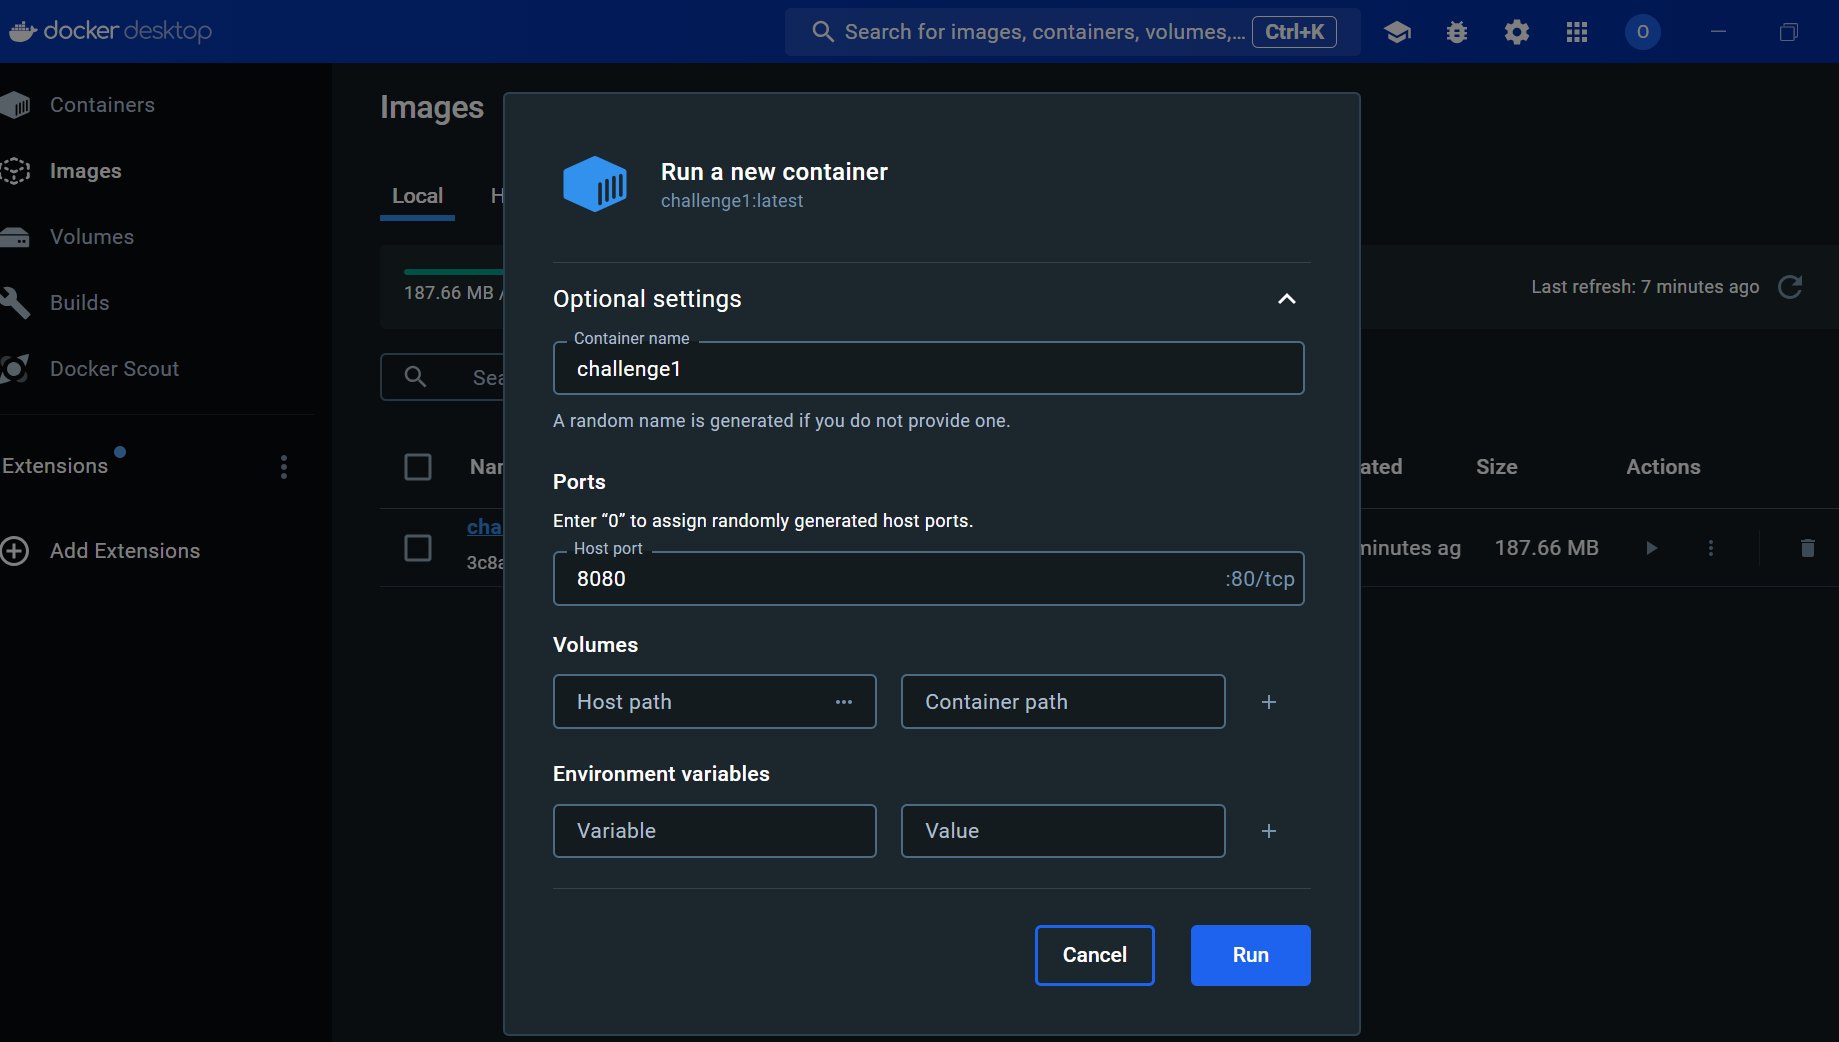 docker desktop
Search for images, containers, volumes,... Ctrl+K
O
Containers
Images
Volumes
Builds
Docker Scout
Extensions
Add Extensions
Images
Local H
187.66 MB /
Last refresh: 7 minutes ago
Sea
Nar
ated Size Actions
cha
3c8a
minutes ag 187.66 MB
Run a new container
challenge1:latest
Optional settings
Container name
challenge1
A random name is generated if you do not provide one.
Ports
Enter “0” to assign randomly generated host ports.
Host port
8080 :80/tcp
Volumes
Host path ··· Container path +
Environment variables
Variable Value +
Cancel Run